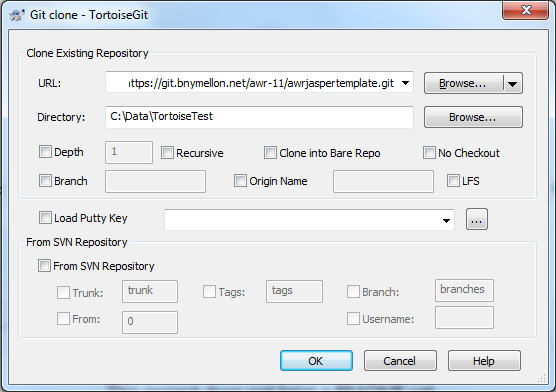 Git clone - TortoiseGit
Clone Existing Repository
URL: ttps://git.bnymellon.net/awr-11/awrjaspertemplate.git Browse...
Directory: C:\Data\TortoiseTest Browse...
Depth 1 Recursive Clone into Bare Repo No Checkout
Branch Origin Name LFS
Load Putty Key ...
From SVN Repository
From SVN Repository
Trunk: trunk Tags: tags Branch: branches
From: 0 Username:
OK Cancel Help